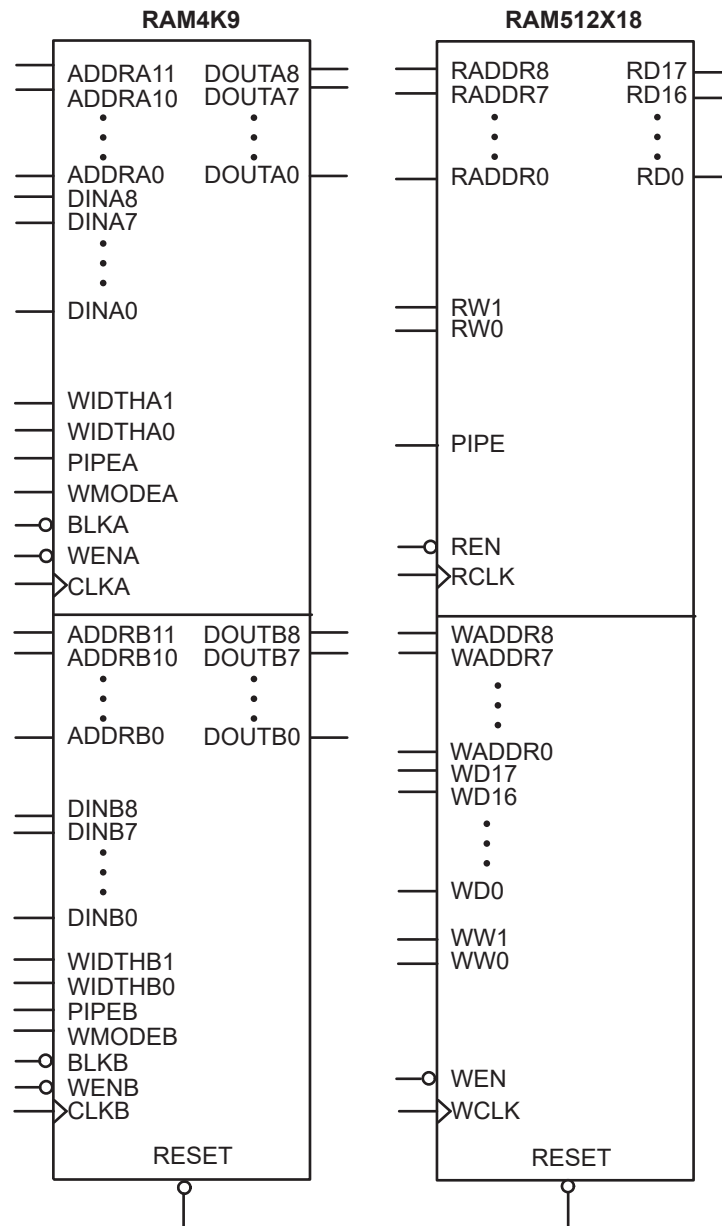 RAM4K9
ADDRA11 DOUTA8
ADDRA10 DOUTA7
ADDRA0 DOUTA0
DINA8
DINA7
DINA0
WIDTHA1
WIDTHA0
PIPEA
WMODEA
BLKA
WENA
CLKA
ADDRB11 DOUTB8
ADDRB10 DOUTB7
ADDRB0 DOUTB0
DINB8
DINB7
DINB0
WIDTHB1
WIDTHB0
PIPEB
WMODEB
BLKB
WENB
CLKB
RESET
RAM512X18
RADDR8 RD17
RADDR7 RD16
RADDR0 RD0
RW1
RW0
PIPE
REN
RCLK
WADDR8
WADDR7
WADDR0
WD17
WD16
WD0
WW1
WW0
WEN
WCLK
RESET